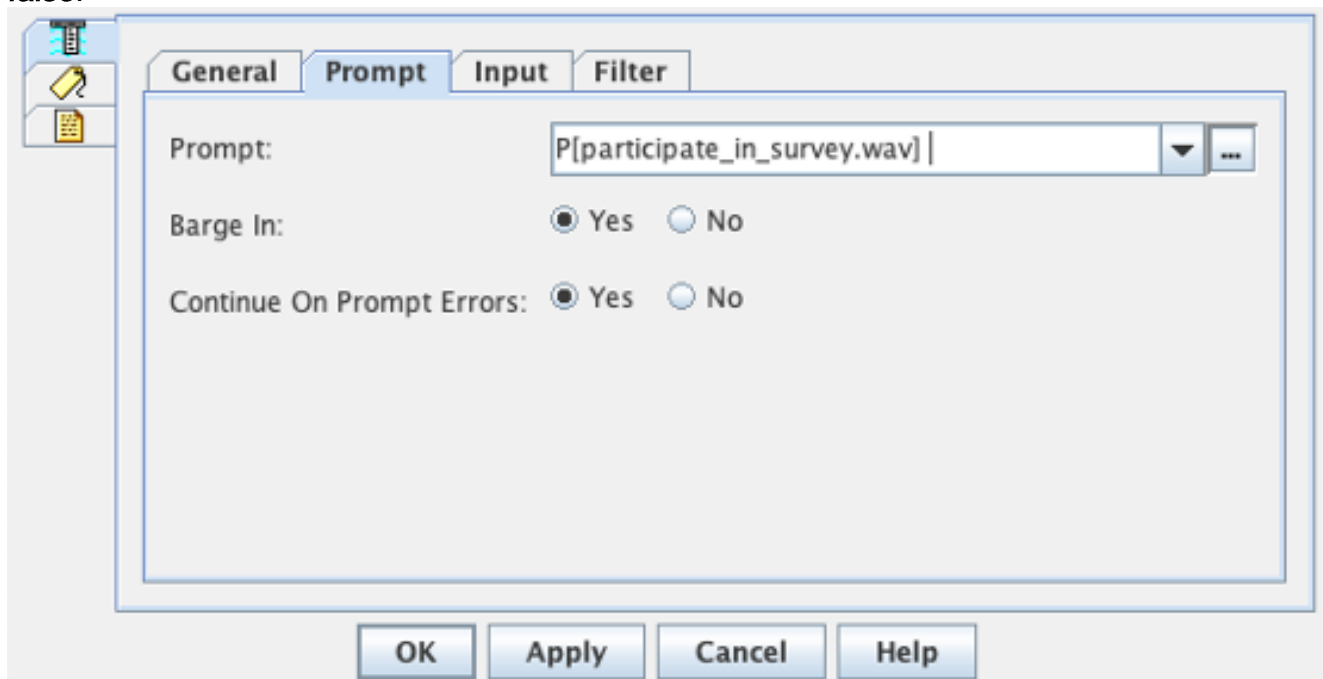 General Prompt Input Filter
Prompt: P[participate_in_survey.wav] ...
Barge In: Yes No
Continue On Prompt Errors: Yes No
OK Apply Cancel Help